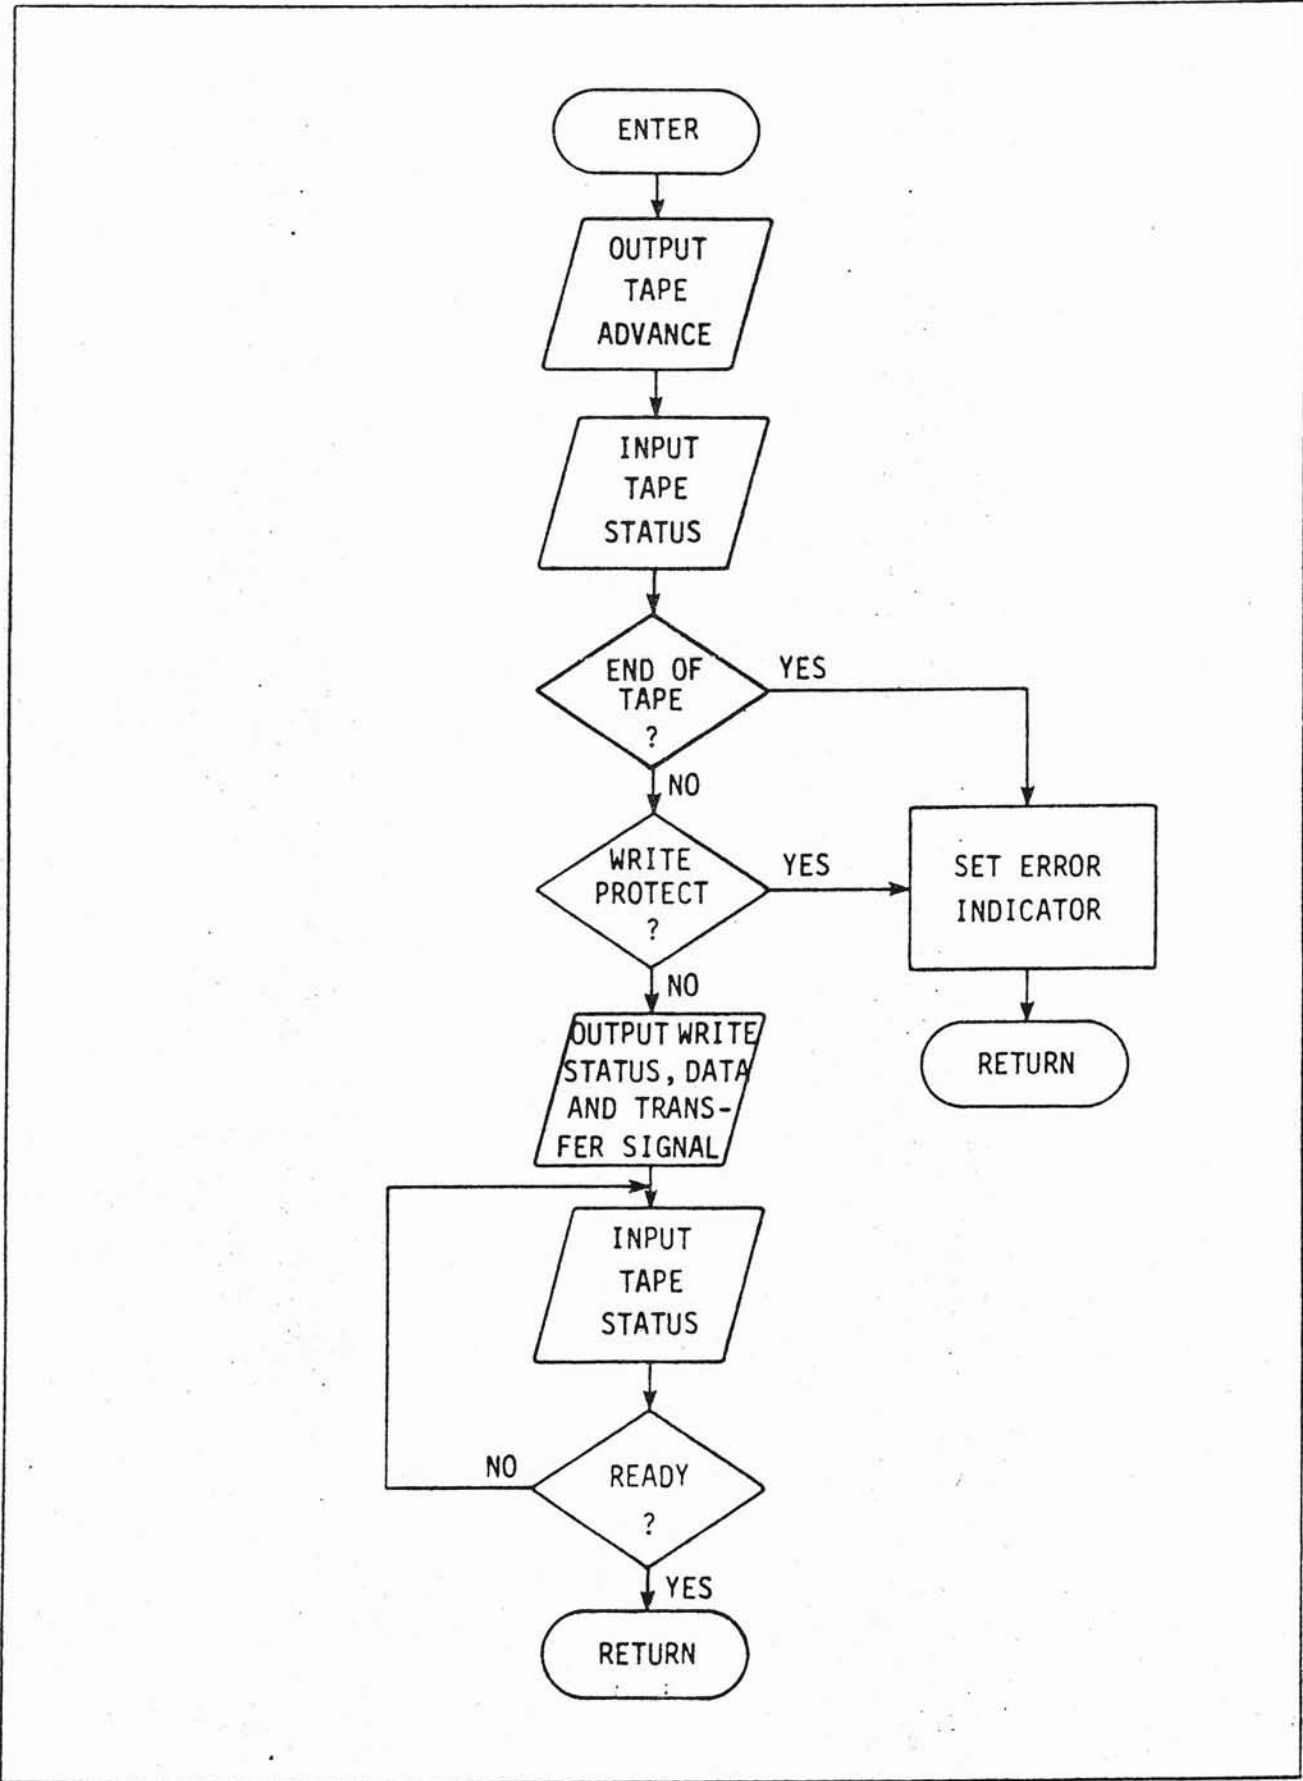 ENTER
OUTPUT
TAPE
ADVANCE
INPUT
TAPE
STATUS
END OF
TAPE
?
YES
NO
WRITE
PROTECT
?
YES
SET ERROR
INDICATOR
NO
RETURN
OUTPUT WRITE
STATUS, DATA
AND TRANS-
FER SIGNAL
INPUT
TAPE
STATUS
READY
?
NO
YES
RETURN